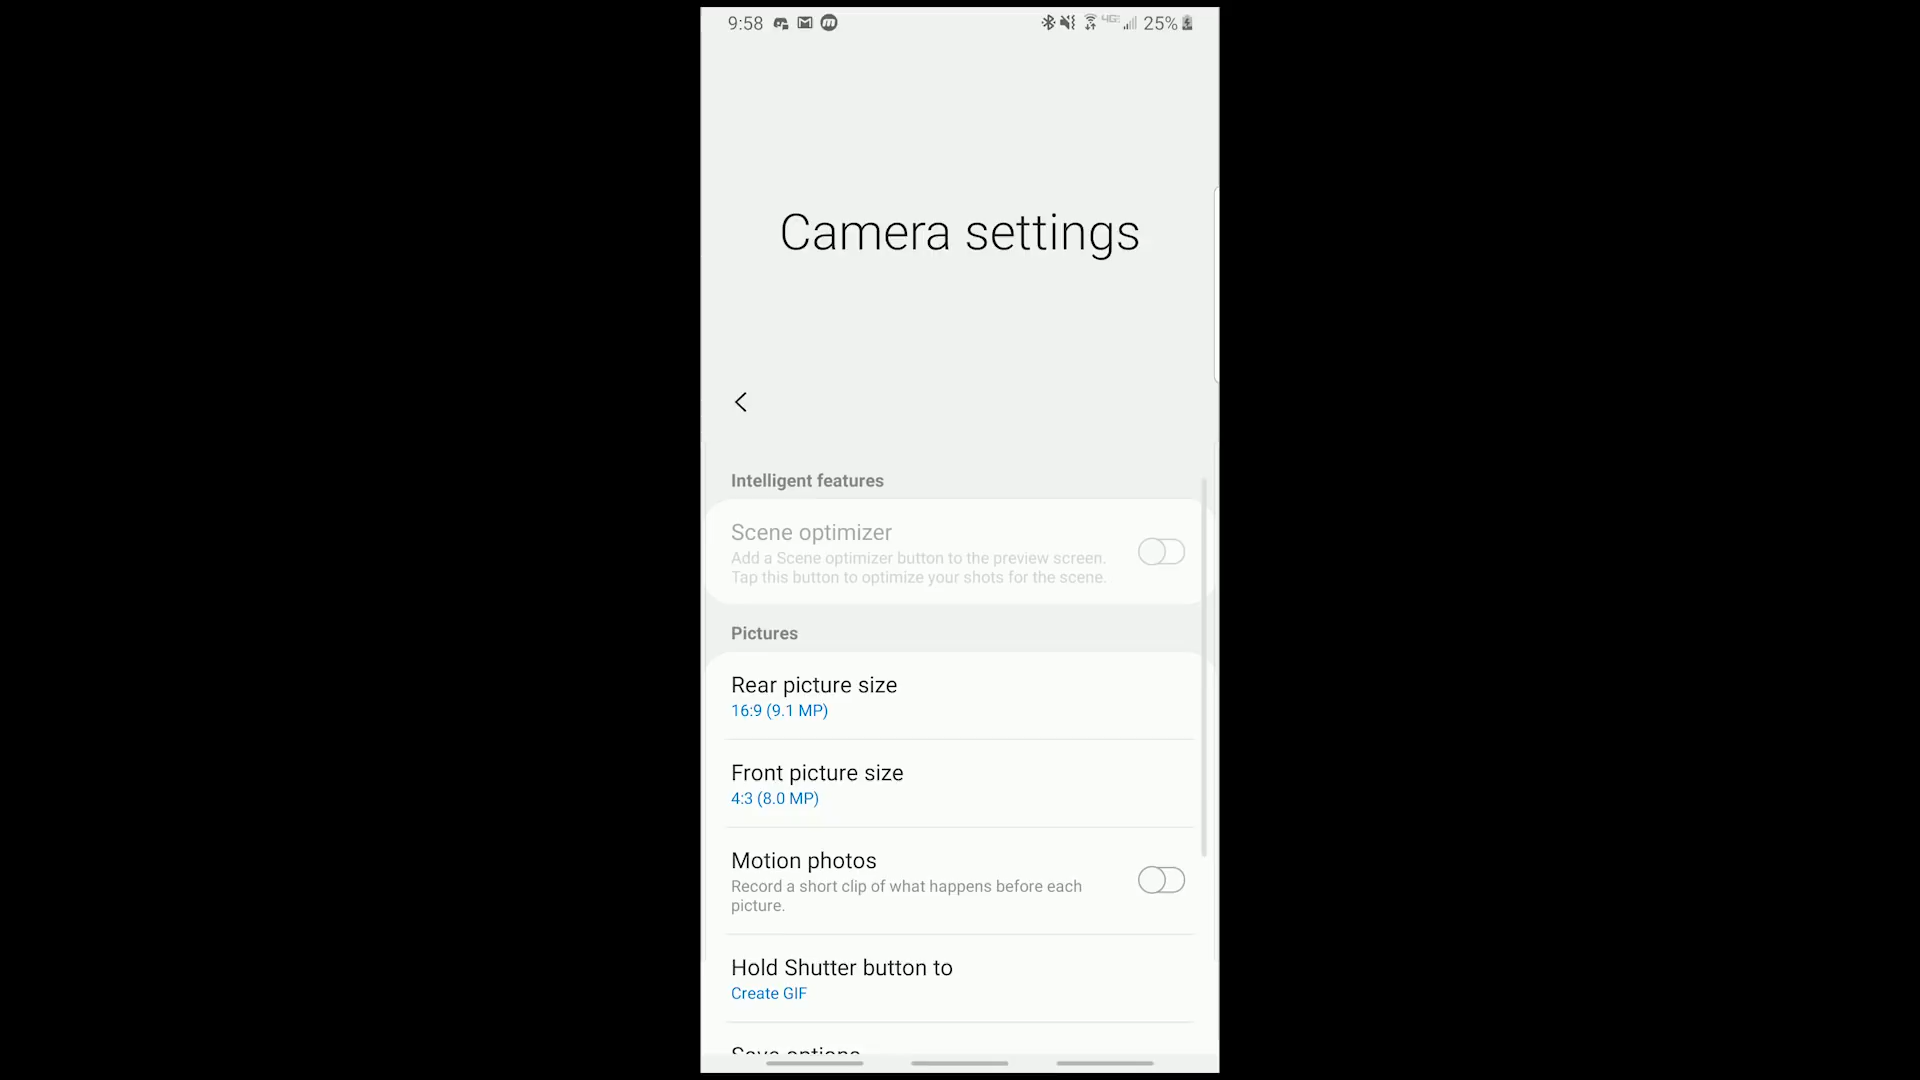 9:58 4G 25%
Camera settings
Intelligent features
Scene optimizer
Add a Scene optimizer button to the preview screen.
Tap this button to optimize your shots for the scene.
Pictures
Rear picture size
16:9 (9.1 MP)
Front picture size
4:3 (8.0 MP)
Motion photos
Record a short clip of what happens before each
picture.
Hold Shutter button to
Create GIF
Save options